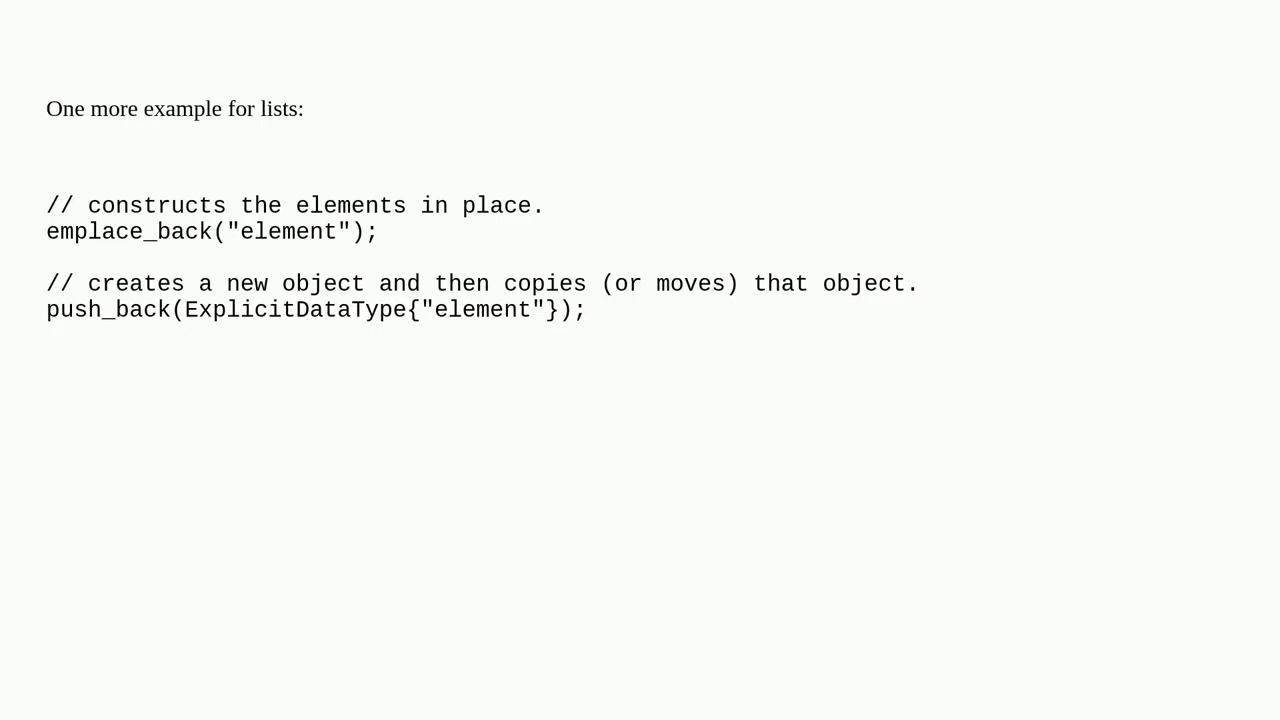 One more example for lists:
// constructs the elements in place.
emplace_back("element");
// creates a new object and then copies (or moves) that object.
push_back(ExplicitDataType{"element"});